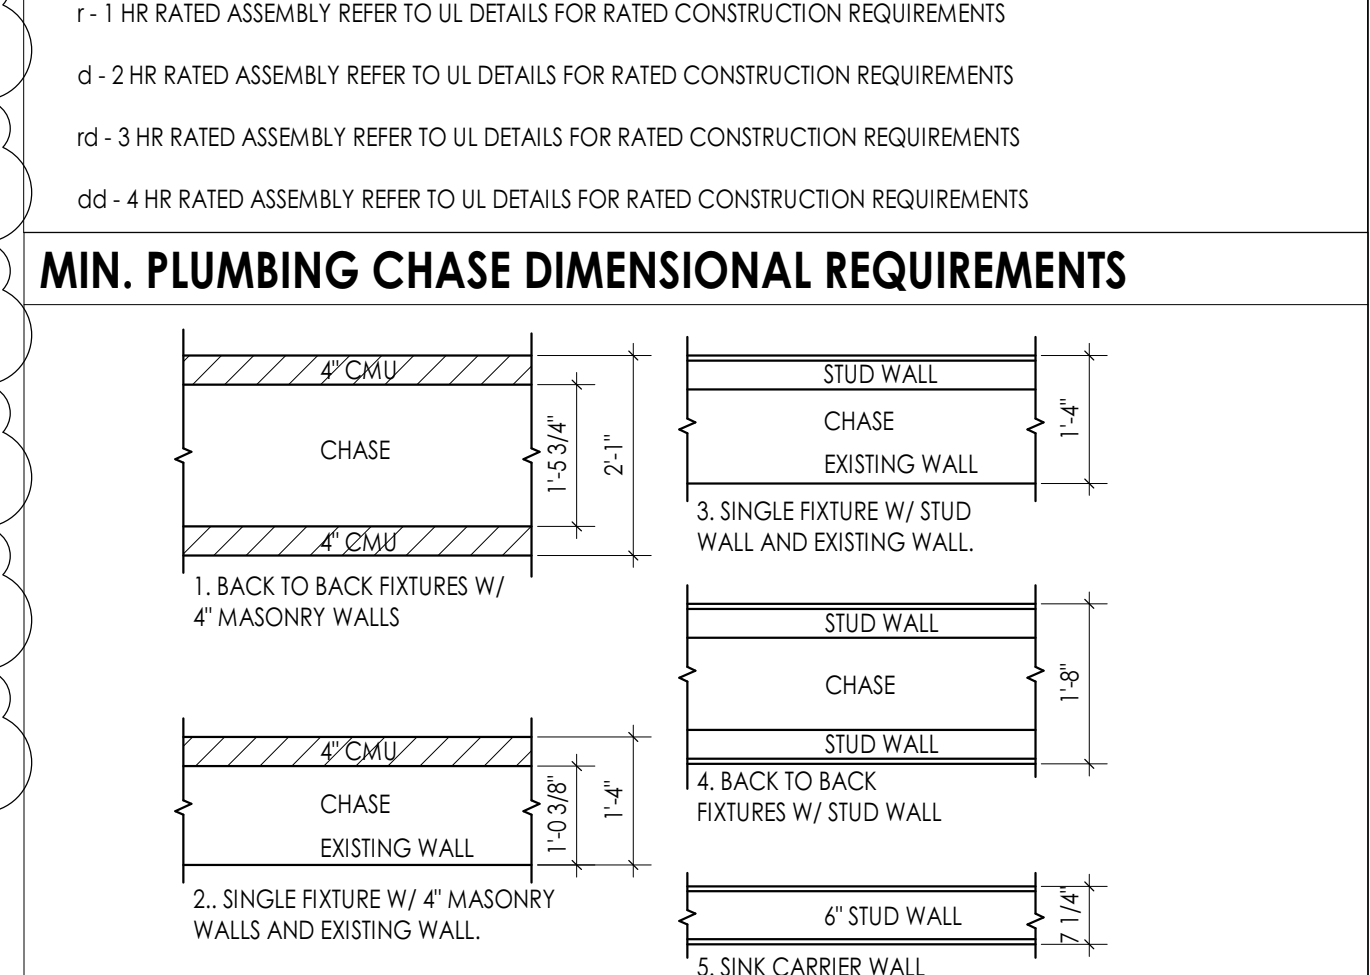 r - 1 HR RATED ASSEMBLY REFER TO UL DETAILS FOR RATED CONSTRUCTION REQUIREMENTS
d - 2 HR RATED ASSEMBLY REFER TO UL DETAILS FOR RATED CONSTRUCTION REQUIREMENTS
rd - 3 HR RATED ASSEMBLY REFER TO UL DETAILS FOR RATED CONSTRUCTION REQUIREMENTS
dd - 4 HR RATED ASSEMBLY REFER TO UL DETAILS FOR RATED CONSTRUCTION REQUIREMENTS
MIN. PLUMBING CHASE DIMENSIONAL REQUIREMENTS
4" CMU
CHASE
4" CMU
1'-5 3/4"
2'-1"
1. BACK TO BACK FIXTURES W/
4" MASONRY WALLS
4" CMU
CHASE
EXISTING WALL
1'-0 3/8"
1'-4"
2.. SINGLE FIXTURE W/ 4" MASONRY
WALLS AND EXISTING WALL.
STUD WALL
CHASE
EXISTING WALL
1'-4"
3. SINGLE FIXTURE W/ STUD
WALL AND EXISTING WALL.
STUD WALL
CHASE
STUD WALL
1'-8"
4. BACK TO BACK
FIXTURES W/ STUD WALL
6" STUD WALL
7 1/4"
5. SINK CARRIER WALL